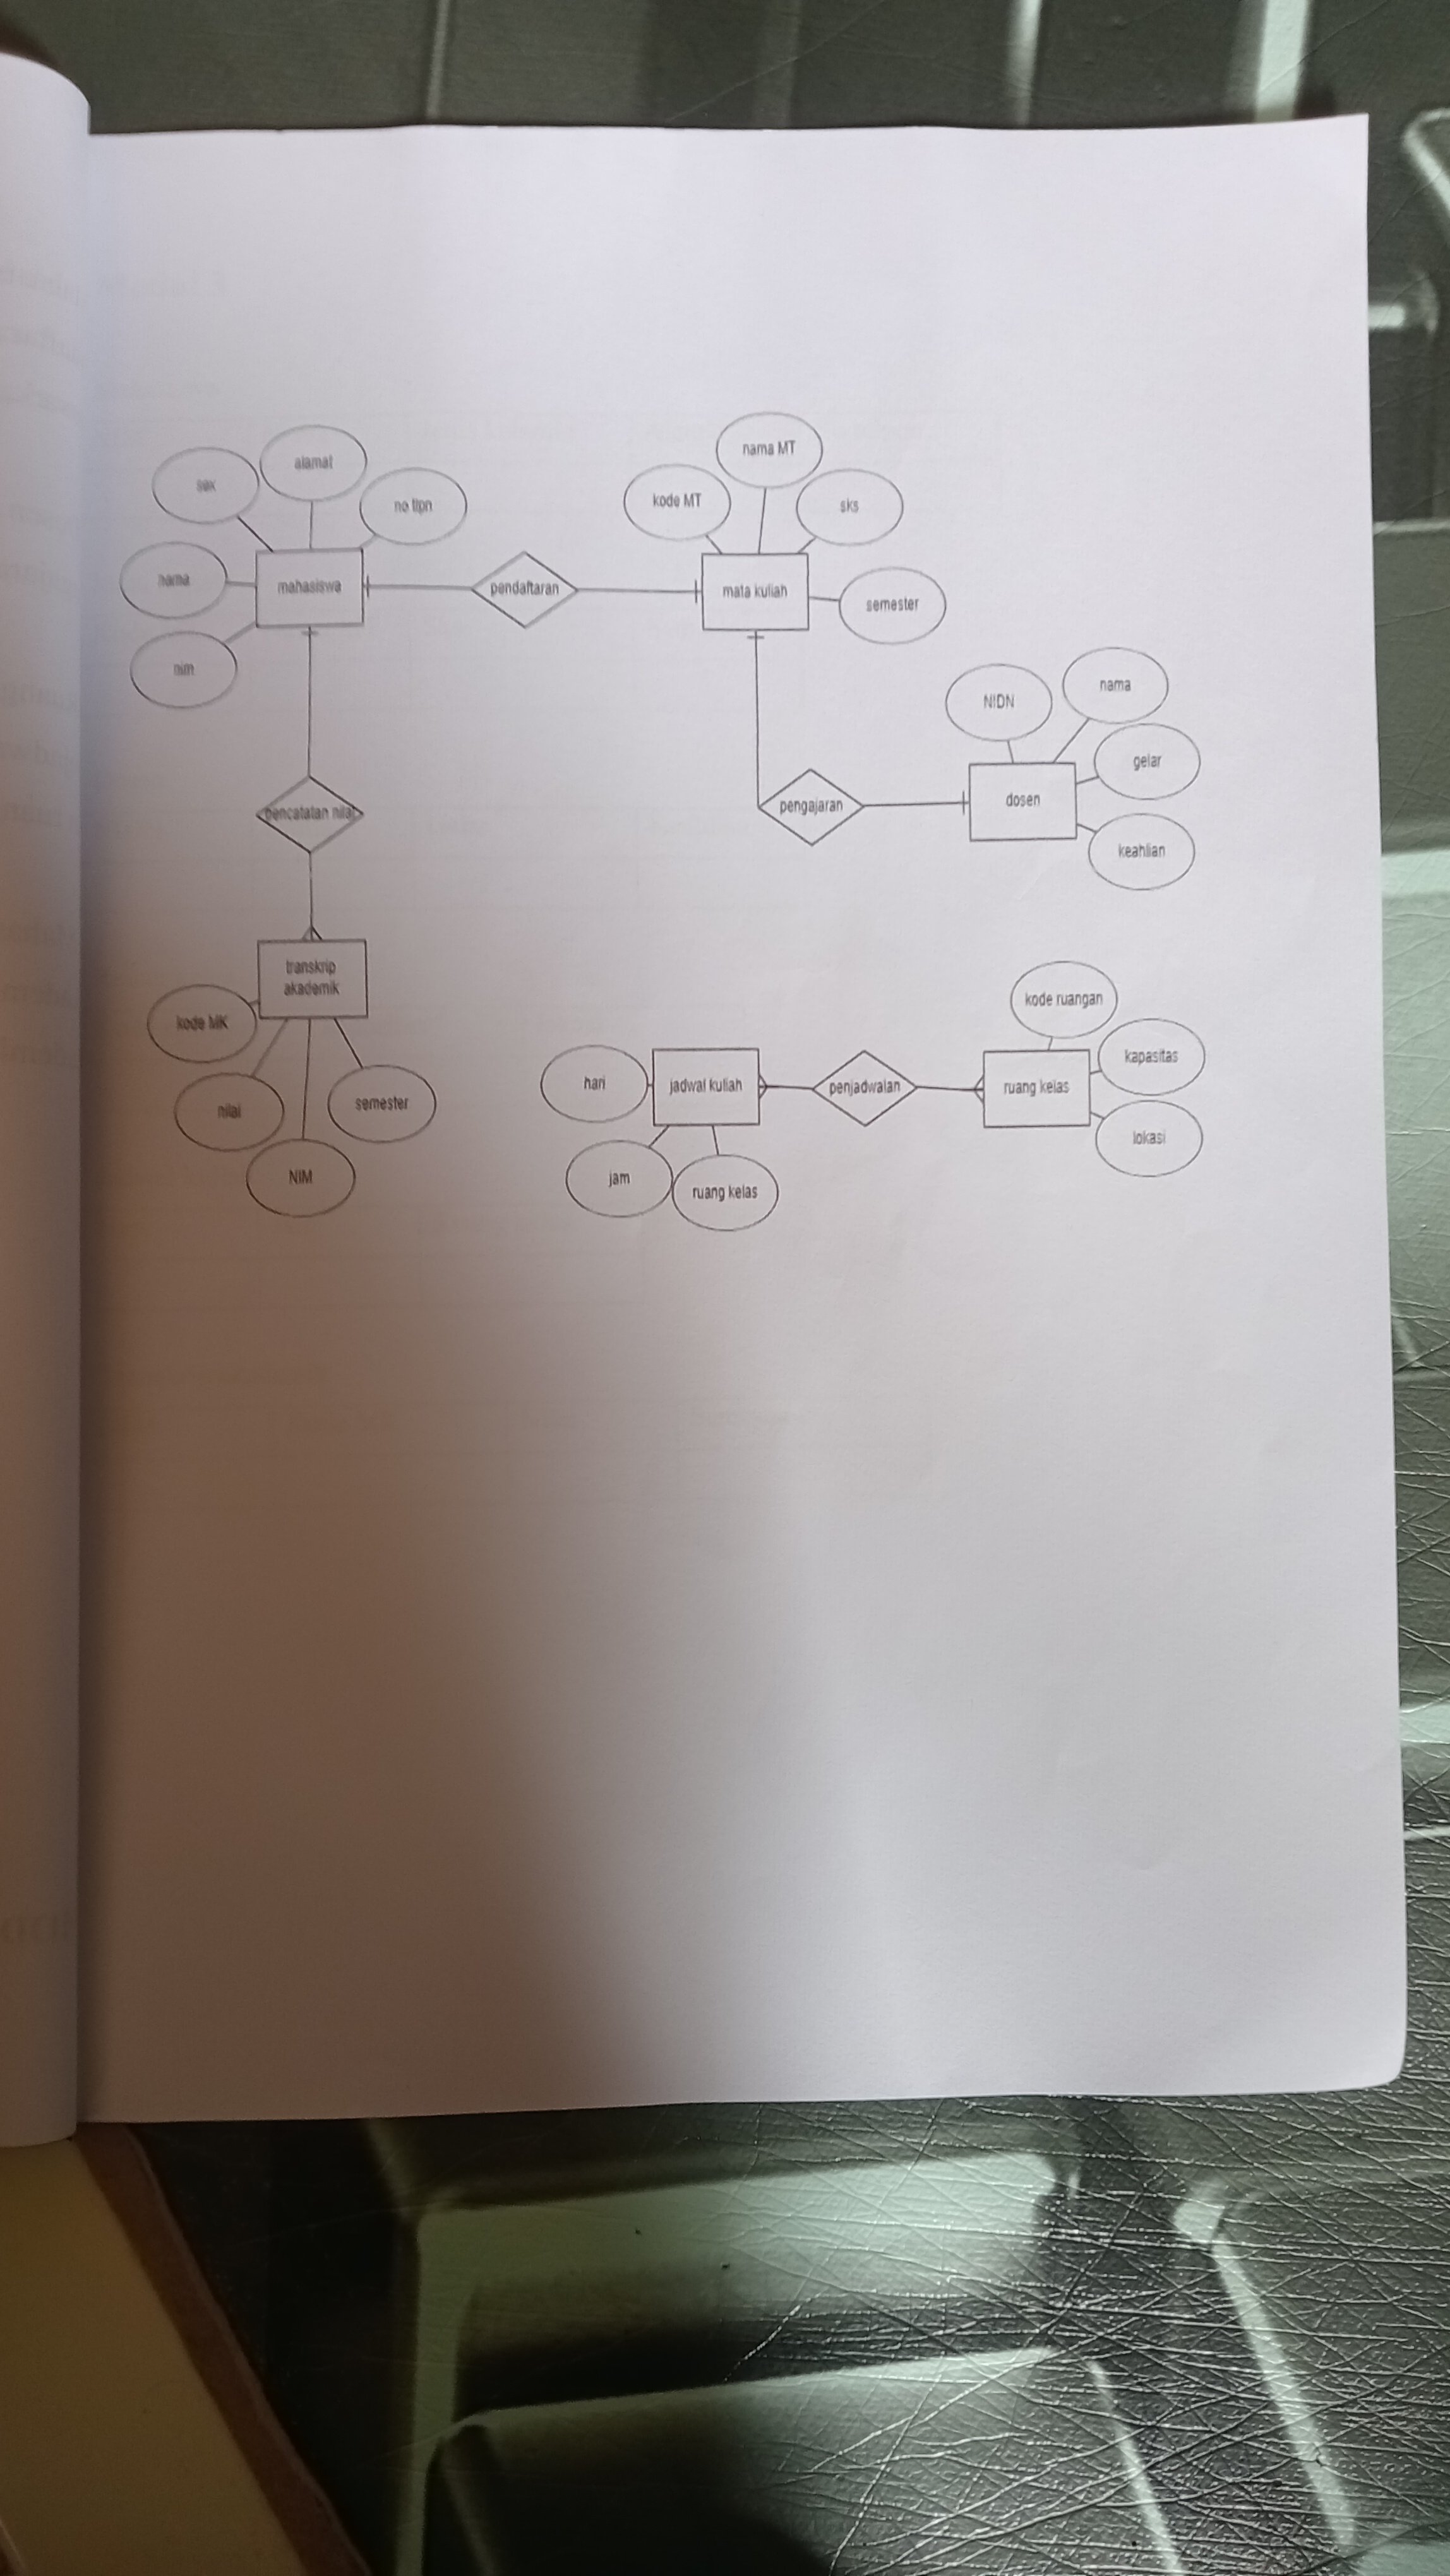 alamat
sex
no tlpn
nama
mahasiswa
nim
pendaftaran
nama MT
kode MT
sks
mata kuliah
semester
NIDN
nama
gelar
dosen
keahlian
pengajaran
pencatatan nilai
transkrip
akademik
kode MK
nilai
NIM
semester
hari
jadwal kuliah
jam
ruang kelas
penjadwalan
kode ruangan
kapasitas
ruang kelas
lokasi